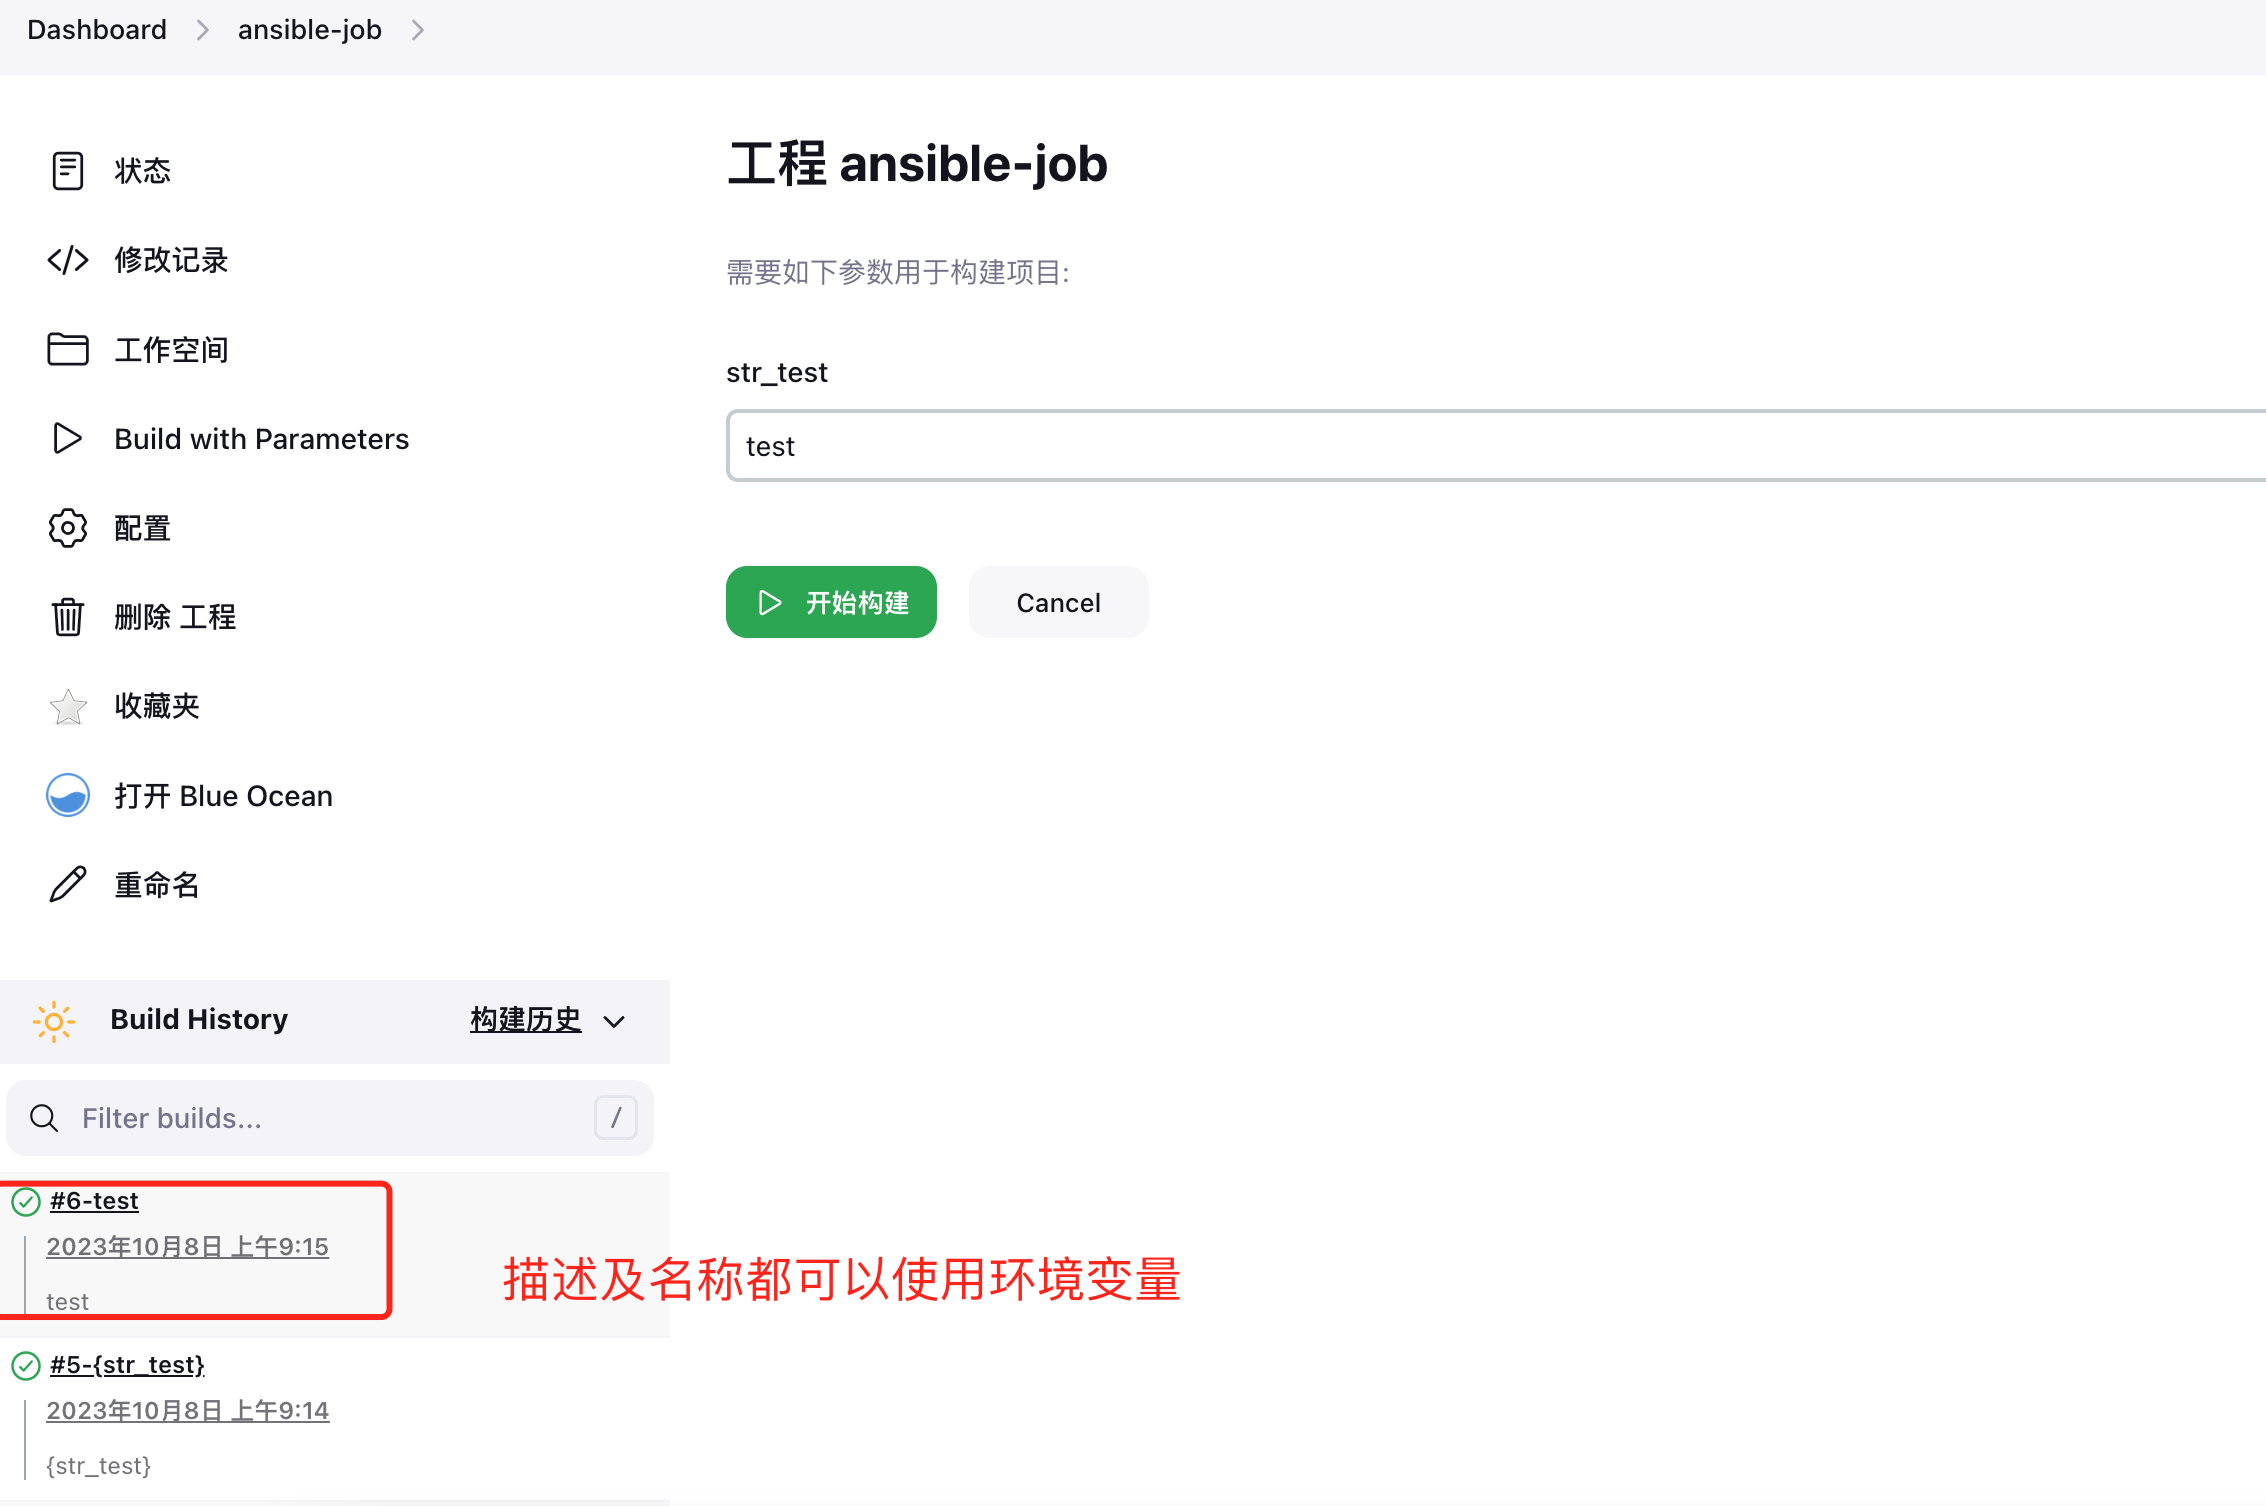 Dashboard
ansible-job
状态
修改记录
工作空间
Build with Parameters
配置
删除 工程
收藏夹
打开 Blue Ocean
重命名
工程 ansible-job
需要如下参数用于构建项目:
str_test
test
开始构建
Cancel
Build History
构建历史
Filter builds...
/
#6-test
2023年10月8日 上午9:15
test
描述及名称都可以使用环境变量
#5-{str_test}
2023年10月8日 上午9:14
{str_test}